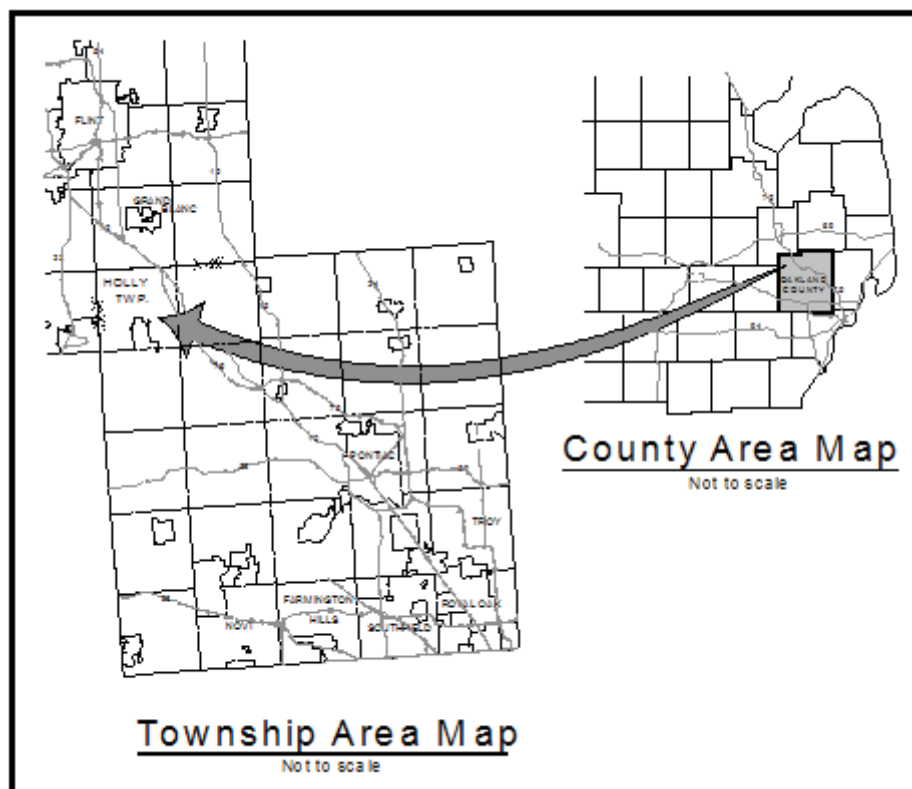 FLINT
GRAND
BLANC
HOLLY
TWP.
PONTIAC
TROY
FARMINGTON
HILLS
ROYAL OAK
NOVI
SOUTHFIELD
Township Area Map
Not to scale
OAKLAND
COUNTY
County Area Map
Not to scale